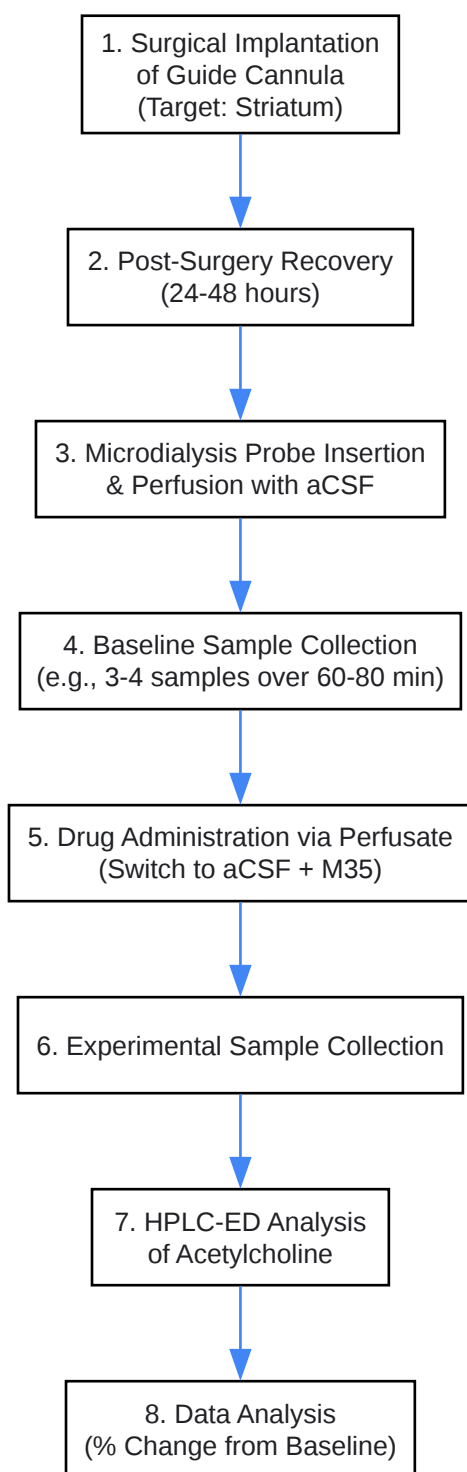 1. Surgical Implantation
of Guide Cannula
(Target: Striatum)
2. Post-Surgery Recovery
(24-48 hours)
3. Microdialysis Probe Insertion
& Perfusion with aCSF
4. Baseline Sample Collection
(e.g., 3-4 samples over 60-80 min)
5. Drug Administration via Perfusate
(Switch to aCSF + M35)
6. Experimental Sample Collection
7. HPLC-ED Analysis
of Acetylcholine
8. Data Analysis
(% Change from Baseline)